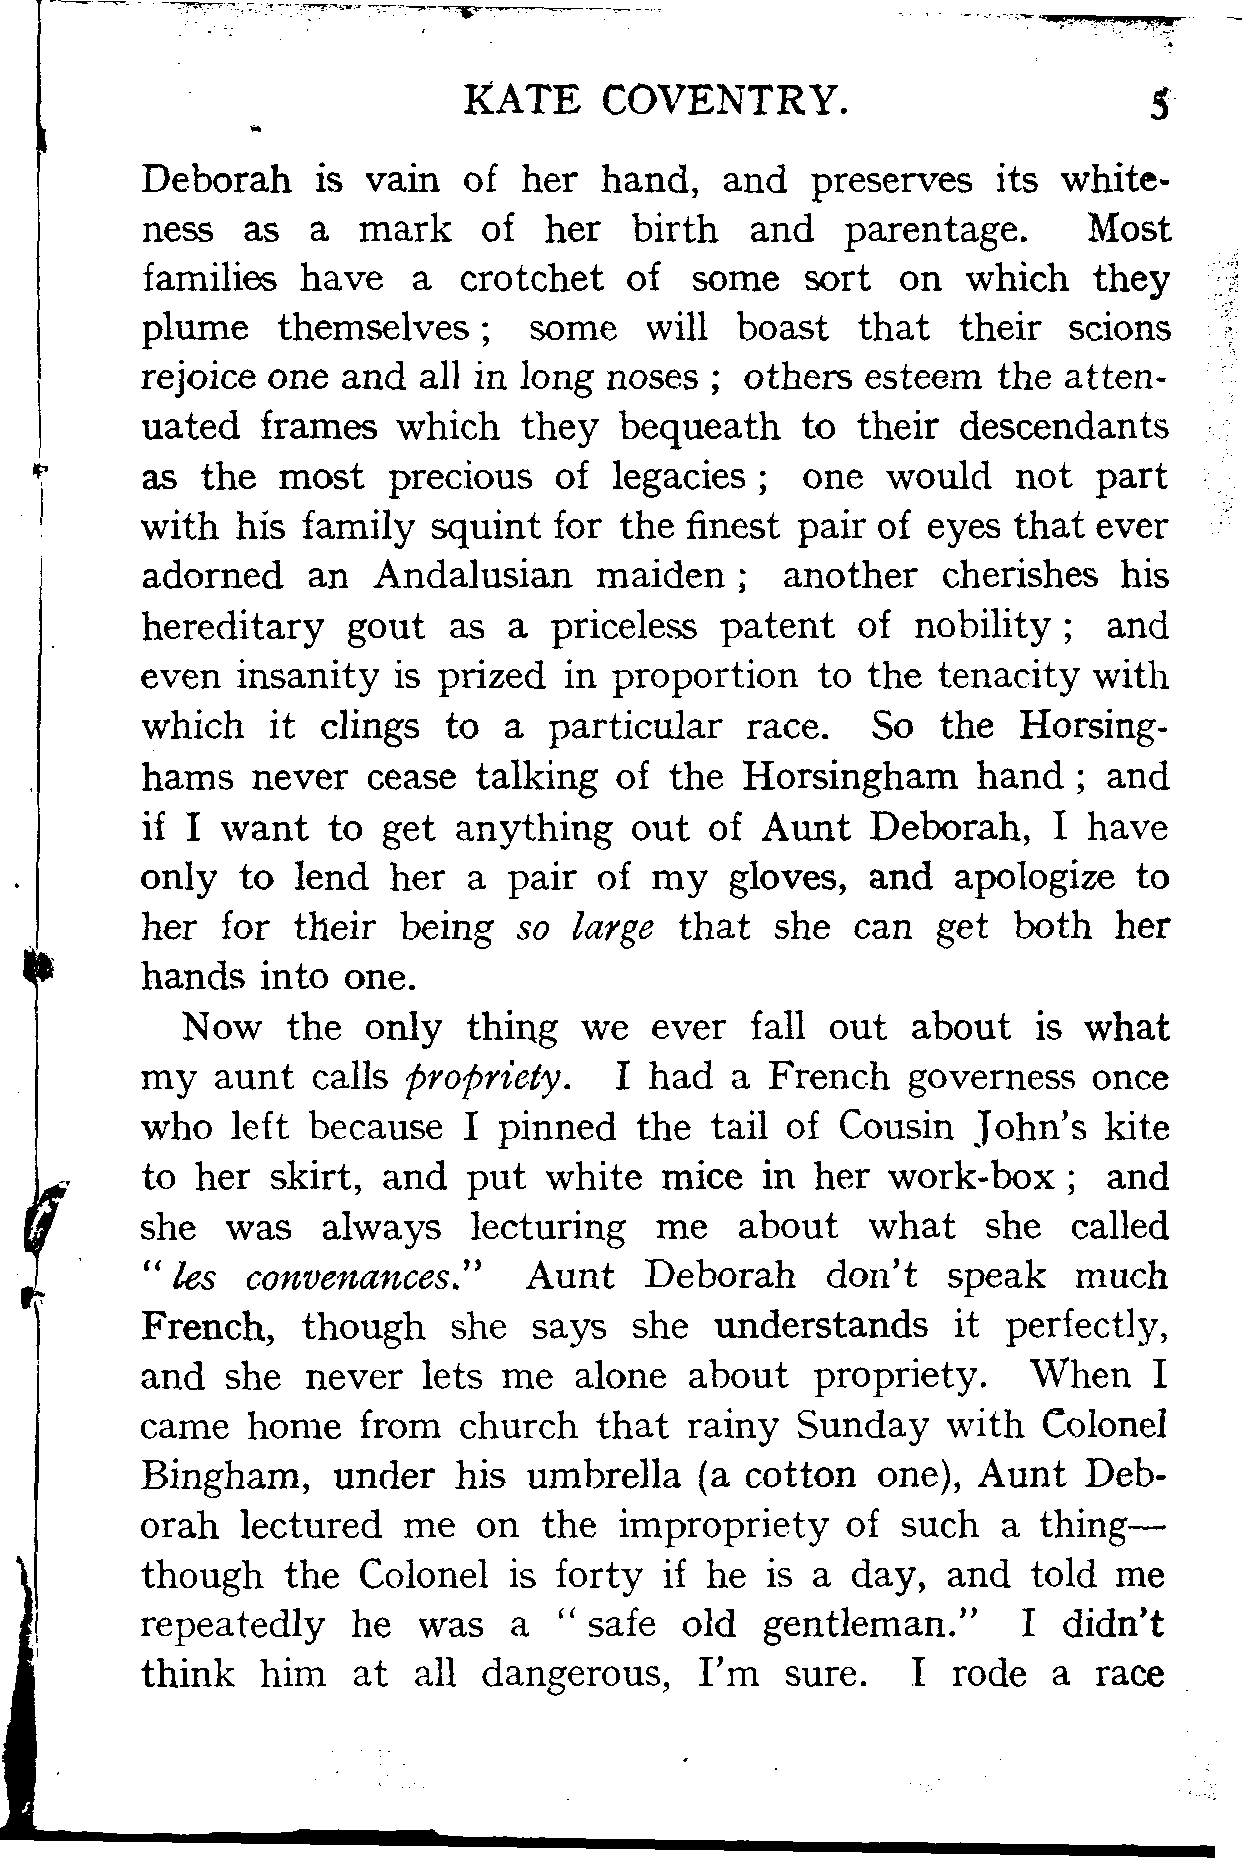 KATE COVENTRY. 5
Deborah is vain of her hand, and preserves its white-
ness as a mark of her birth and parentage. Most
families have a crotchet of some sort on which they
plume themselves ; some will boast that their scions
rejoice one and all in long noses ; others esteem the atten-
uated frames which they bequeath to their descendants
as the most precious of legacies ; one would not part
with his family squint for the finest pair of eyes that ever
adorned an Andalusian maiden ; another cherishes his
hereditary gout as a priceless patent of nobility ; and
even insanity is prized in proportion to the tenacity with
which it clings to a particular race. So the Horsing-
hams never cease talking of the Horsingham hand ; and
if I want to get anything out of Aunt Deborah, I have
only to lend her a pair of my gloves, and apologize to
her for their being so large that she can get both her
hands into one.
Now the only thing we ever fall out about is what
my aunt calls propriety. I had a French governess once
who left because I pinned the tail of Cousin John's kite
to her skirt, and put white mice in her work-box ; and
she was always lecturing me about what she called
" les convenances." Aunt Deborah don't speak much
French, though she says she understands it perfectly,
and she never lets me alone about propriety. When I
came home from church that rainy Sunday with Colonel
Bingham, under his umbrella (a cotton one), Aunt Deb-
orah lectured me on the impropriety of such a thing—
though the Colonel is forty if he is a day, and told me
repeatedly he was a " safe old gentleman." I didn't
think him at all dangerous, I'm sure. I rode a race